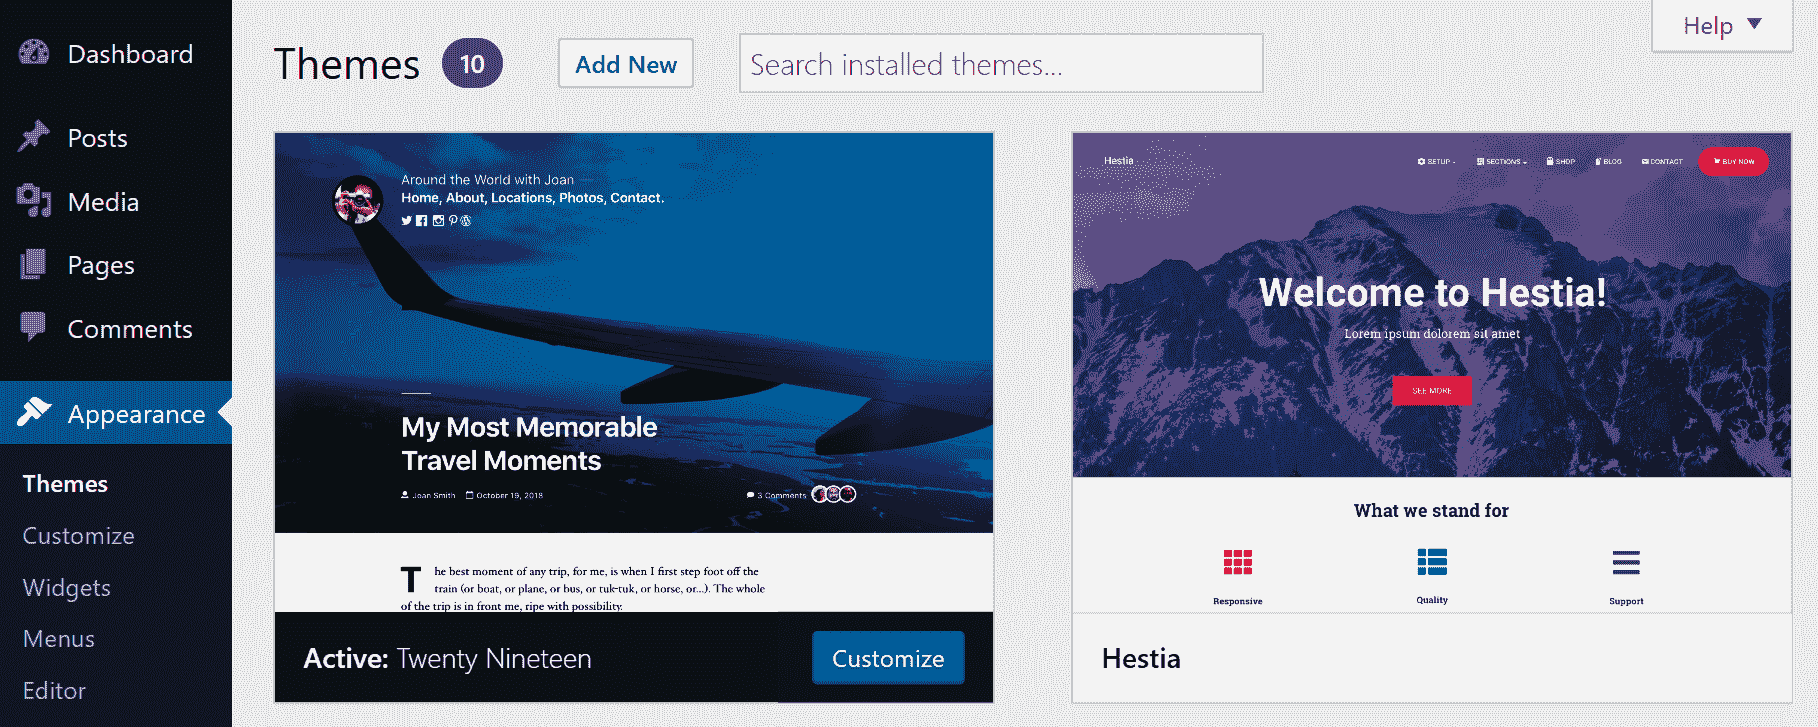 Dashboard
Posts
Media
Pages
Comments
Appearance
Themes
Customize
Widgets
Menus
Editor
Themes 10 Add New Search installed themes...
Help
Around the World with Joan
Home, About, Locations, Photos, Contact.
My Most Memorable
Travel Moments
Joan Smith October 19, 2018 3 Comments
The best moment of any trip, for me, is when I first step foot off the
train (or boat, or plane, or bus, or tuk-tuk, or horse, or...). The whole
of the trip is in front me, ripe with possibility.
Active: Twenty Nineteen Customize
Hestia SETUP SECTIONS SHOP BLOG CONTACT BUY NOW
Welcome to Hestia!
Lorem ipsum dolorem sit amet
SEE MORE
What we stand for
Responsive Quality Support
Hestia